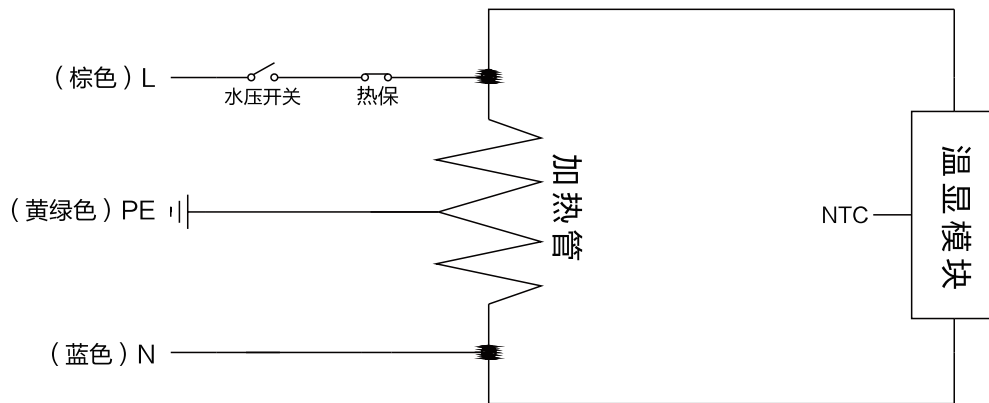 （棕色）L
水压开关
热保
加热管
（黄绿色）PE
NTC
温显模块
（蓝色）N